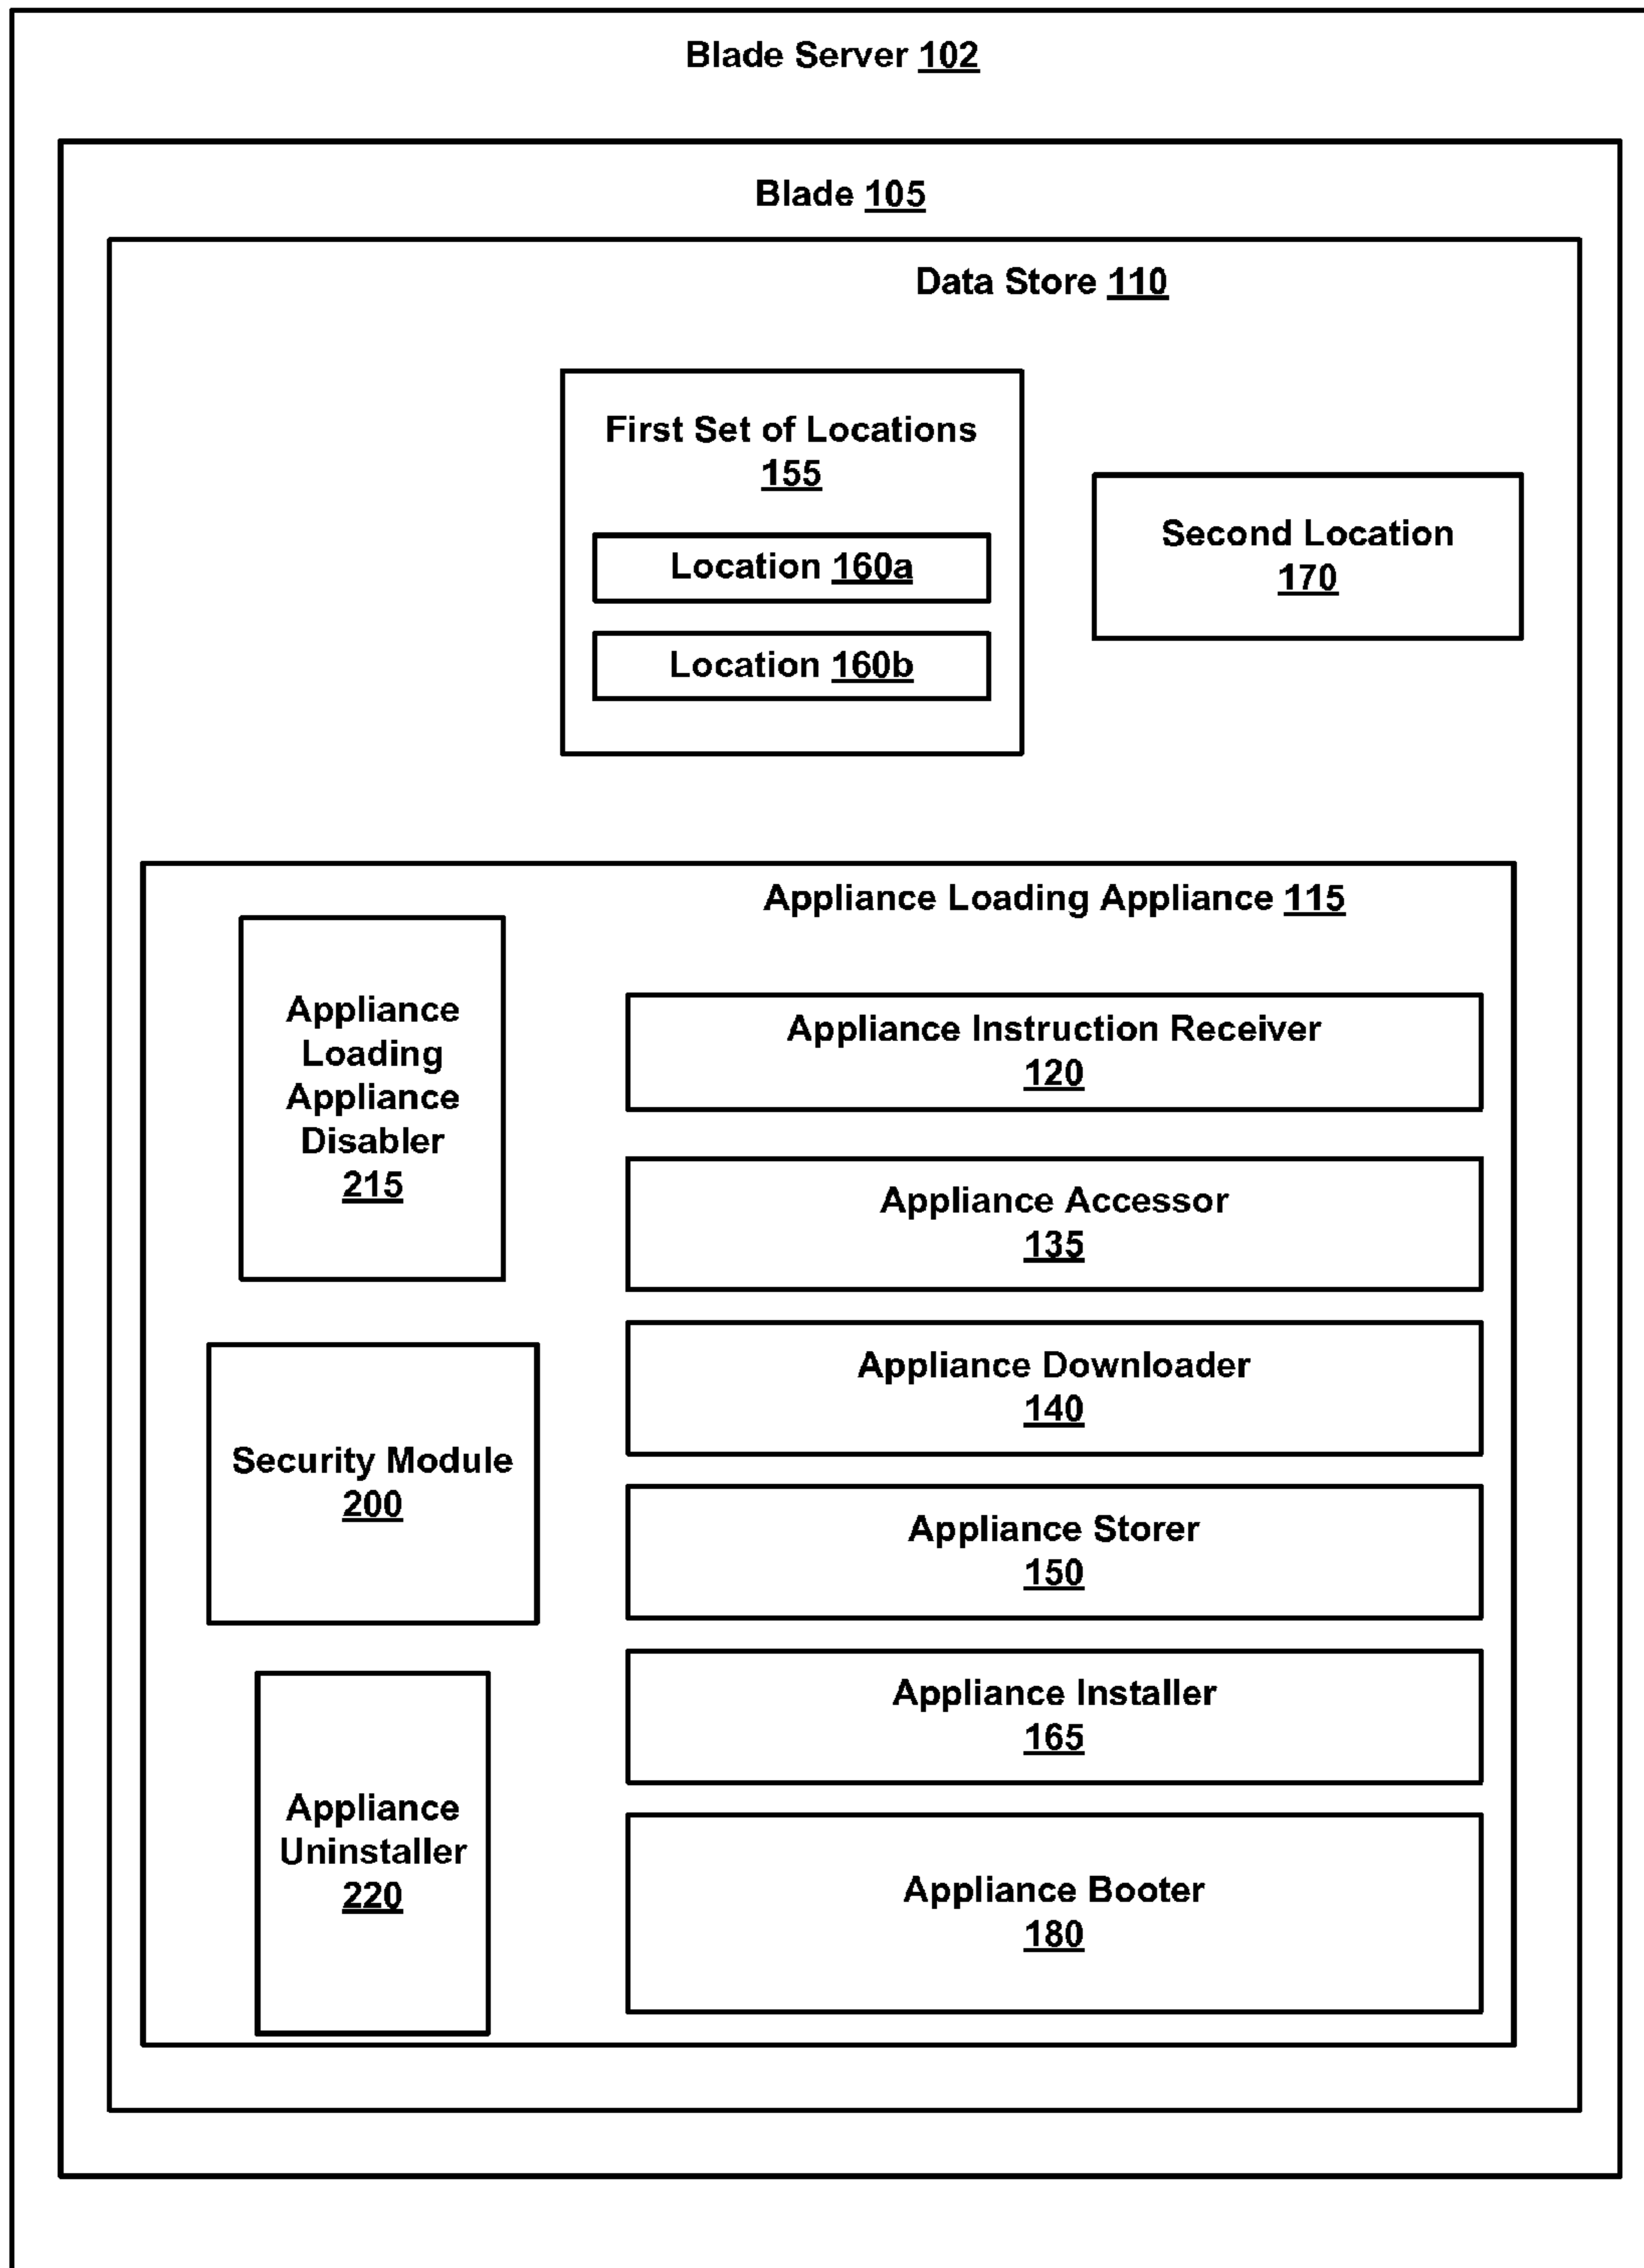 Blade Server 102
Blade 105
Data Store 110
First Set of Locations
155
Location 160a
Location 160b
Second Location
170
Appliance Loading Appliance 115
Appliance
Loading
Appliance
Disabler
215
Security Module
200
Appliance
Uninstaller
220
Appliance Instruction Receiver
120
Appliance Accessor
135
Appliance Downloader
140
Appliance Storer
150
Appliance Installer
165
Appliance Booter
180